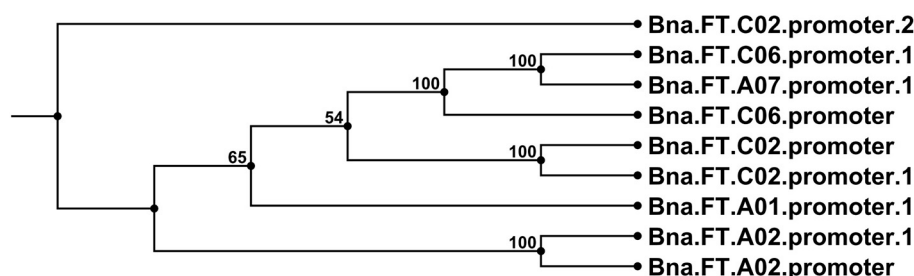 Bna.FT.C02.promoter.2
Bna.FT.C06.promoter.1
100
Bna.FT.A07.promoter.1
100
Bna.FT.C06.promoter
54
Bna.FT.C02.promoter
100
Bna.FT.C02.promoter.1
65
Bna.FT.A01.promoter.1
Bna.FT.A02.promoter.1
100
Bna.FT.A02.promoter